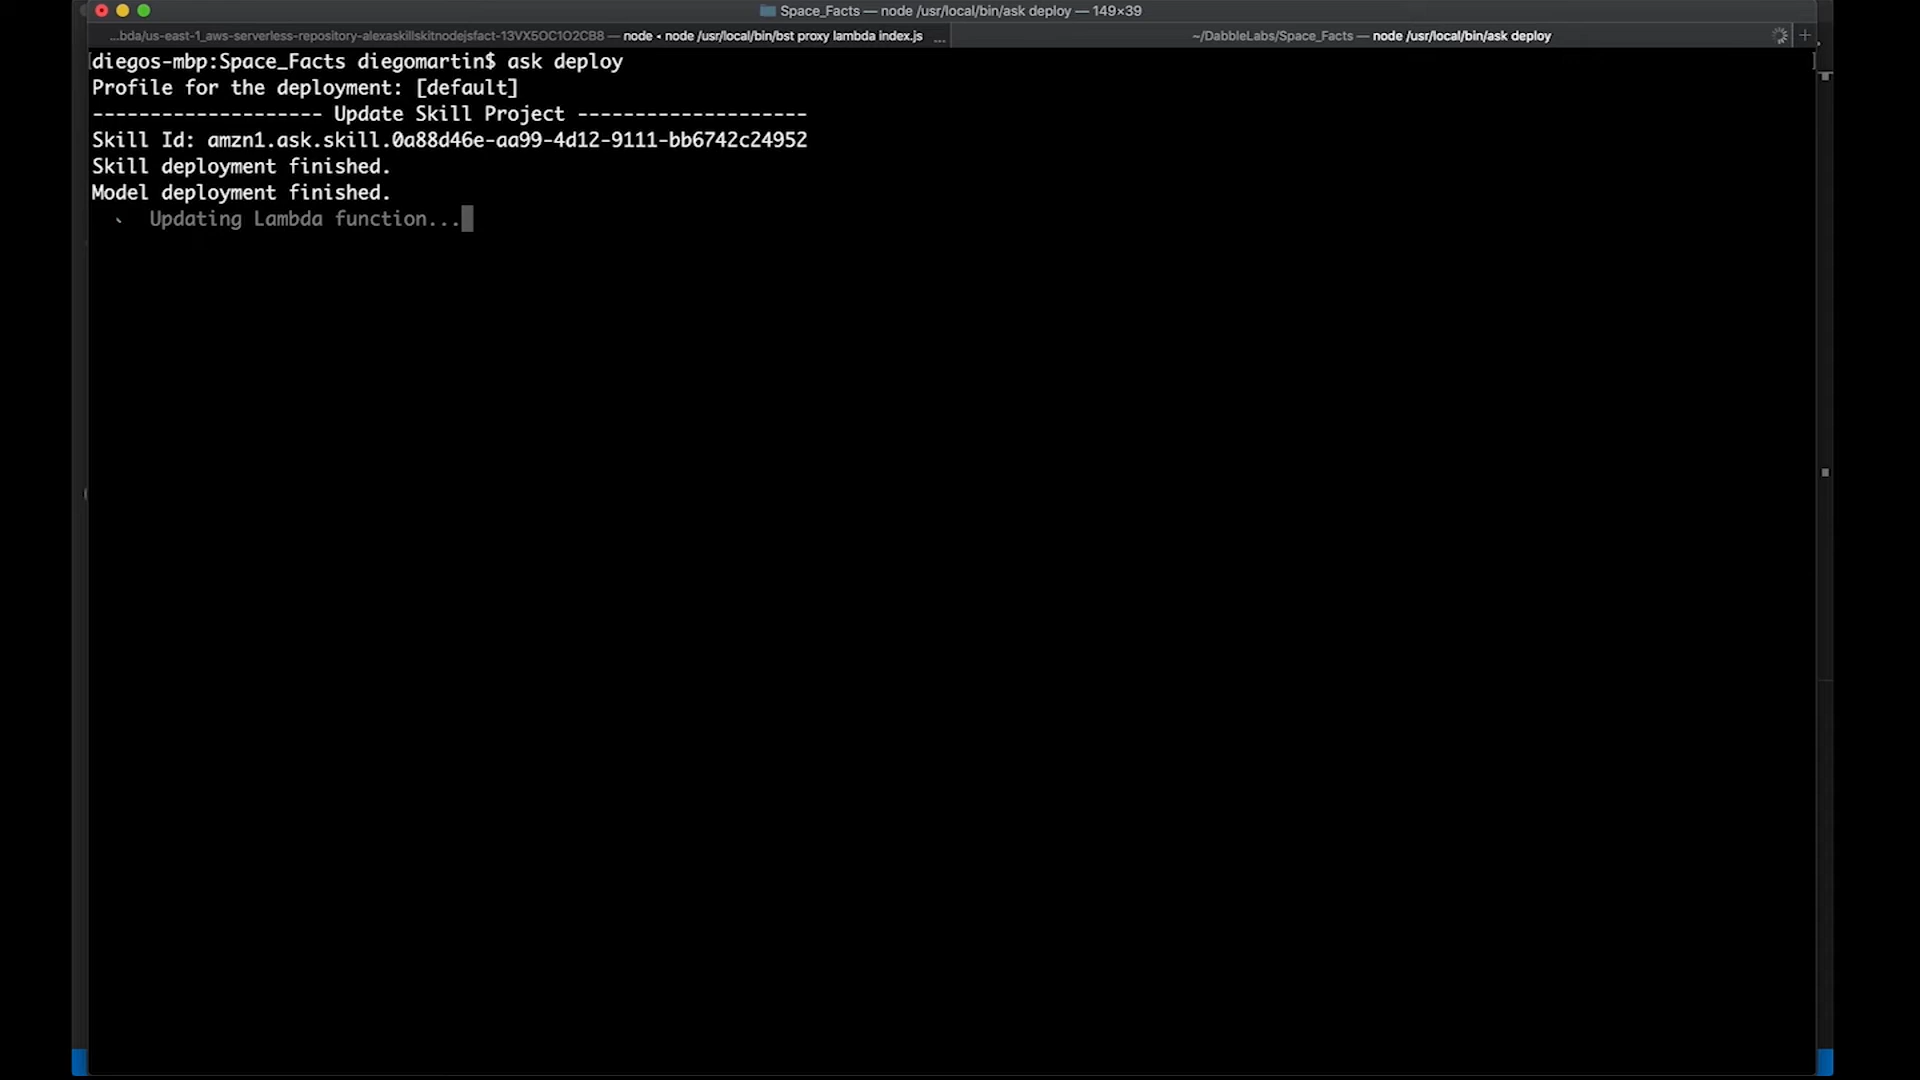 Space_Facts — node /usr/local/bin/ask deploy — 149×39
...bda/us-east-1_aws-serverless-repository-alexaskillskitnodejsfact-13VX5OC1O2CB8 — node • node /usr/local/bin/bst proxy lambda index.js ...
~/DabbleLabs/Space_Facts — node /usr/local/bin/ask deploy
[diegos-mbp:Space_Facts diegomartin$ ask deploy ]
Profile for the deployment: [default]
-------------------- Update Skill Project --------------------
Skill Id: amzn1.ask.skill.0a88d46e-aa99-4d12-9111-bb6742c24952
Skill deployment finished.
Model deployment finished.
Updating Lambda function...